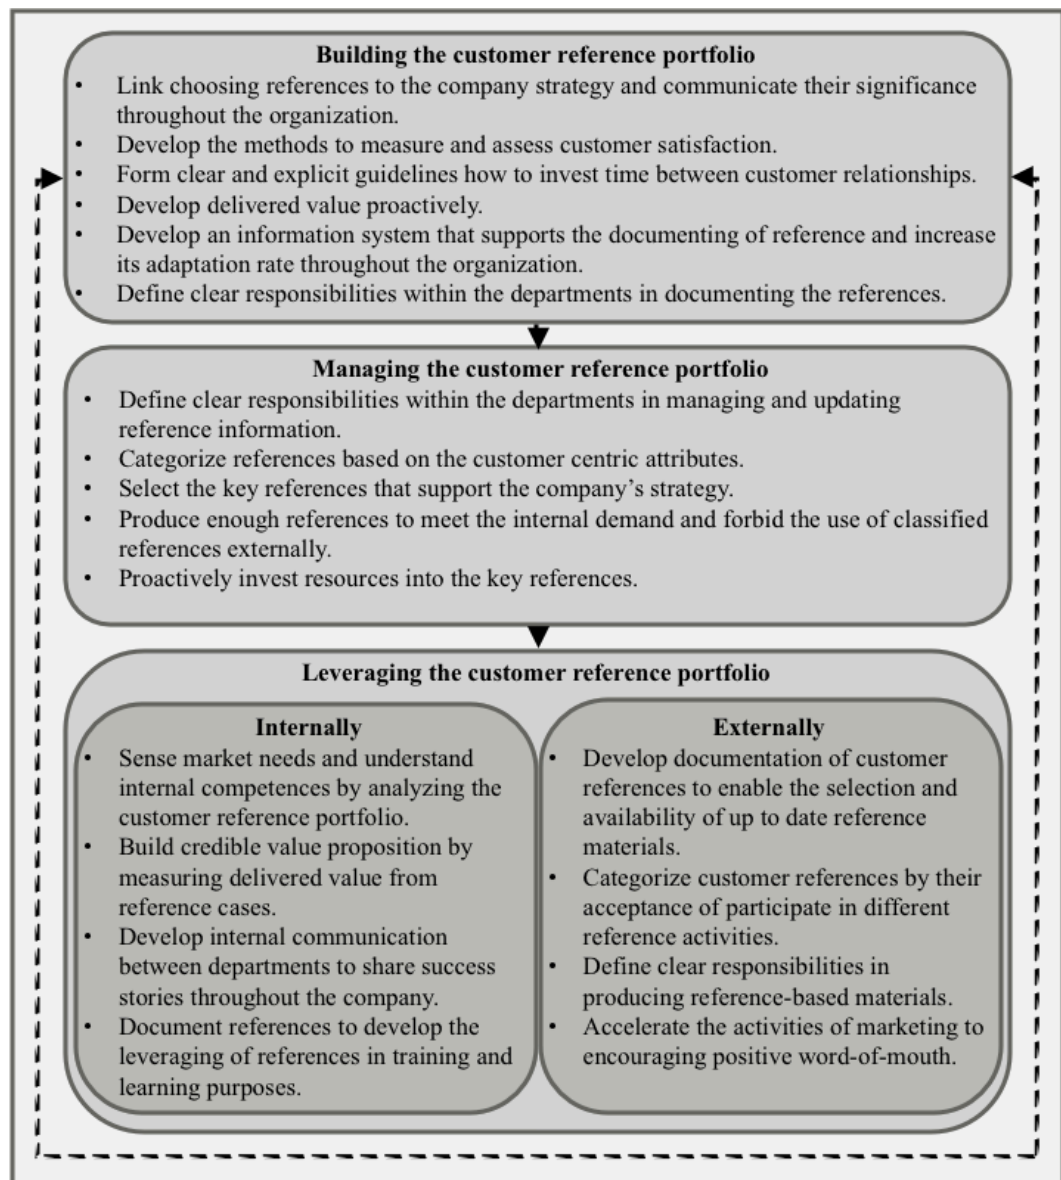 Building the customer reference portfolio
• Link choosing references to the company strategy and communicate their significance
throughout the organization.
• Develop the methods to measure and assess customer satisfaction.
• Form clear and explicit guidelines how to invest time between customer relationships.
• Develop delivered value proactively.
• Develop an information system that supports the documenting of reference and increase
its adaptation rate throughout the organization.
• Define clear responsibilities within the departments in documenting the references.
Managing the customer reference portfolio
• Define clear responsibilities within the departments in managing and updating
reference information.
• Categorize references based on the customer centric attributes.
• Select the key references that support the company's strategy.
• Produce enough references to meet the internal demand and forbid the use of classified
references externally.
• Proactively invest resources into the key references.
Leveraging the customer reference portfolio
Internally
• Sense market needs and understand
internal competences by analyzing the
customer reference portfolio.
• Build credible value proposition by
measuring delivered value from
reference cases.
• Develop internal communication
between departments to share success
stories throughout the company.
• Document references to develop the
leveraging of references in training and
learning purposes.
Externally
• Develop documentation of customer
references to enable the selection and
availability of up to date reference
materials.
• Categorize customer references by their
acceptance of participate in different
reference activities.
• Define clear responsibilities in
producing reference-based materials.
• Accelerate the activities of marketing to
encouraging positive word-of-mouth.